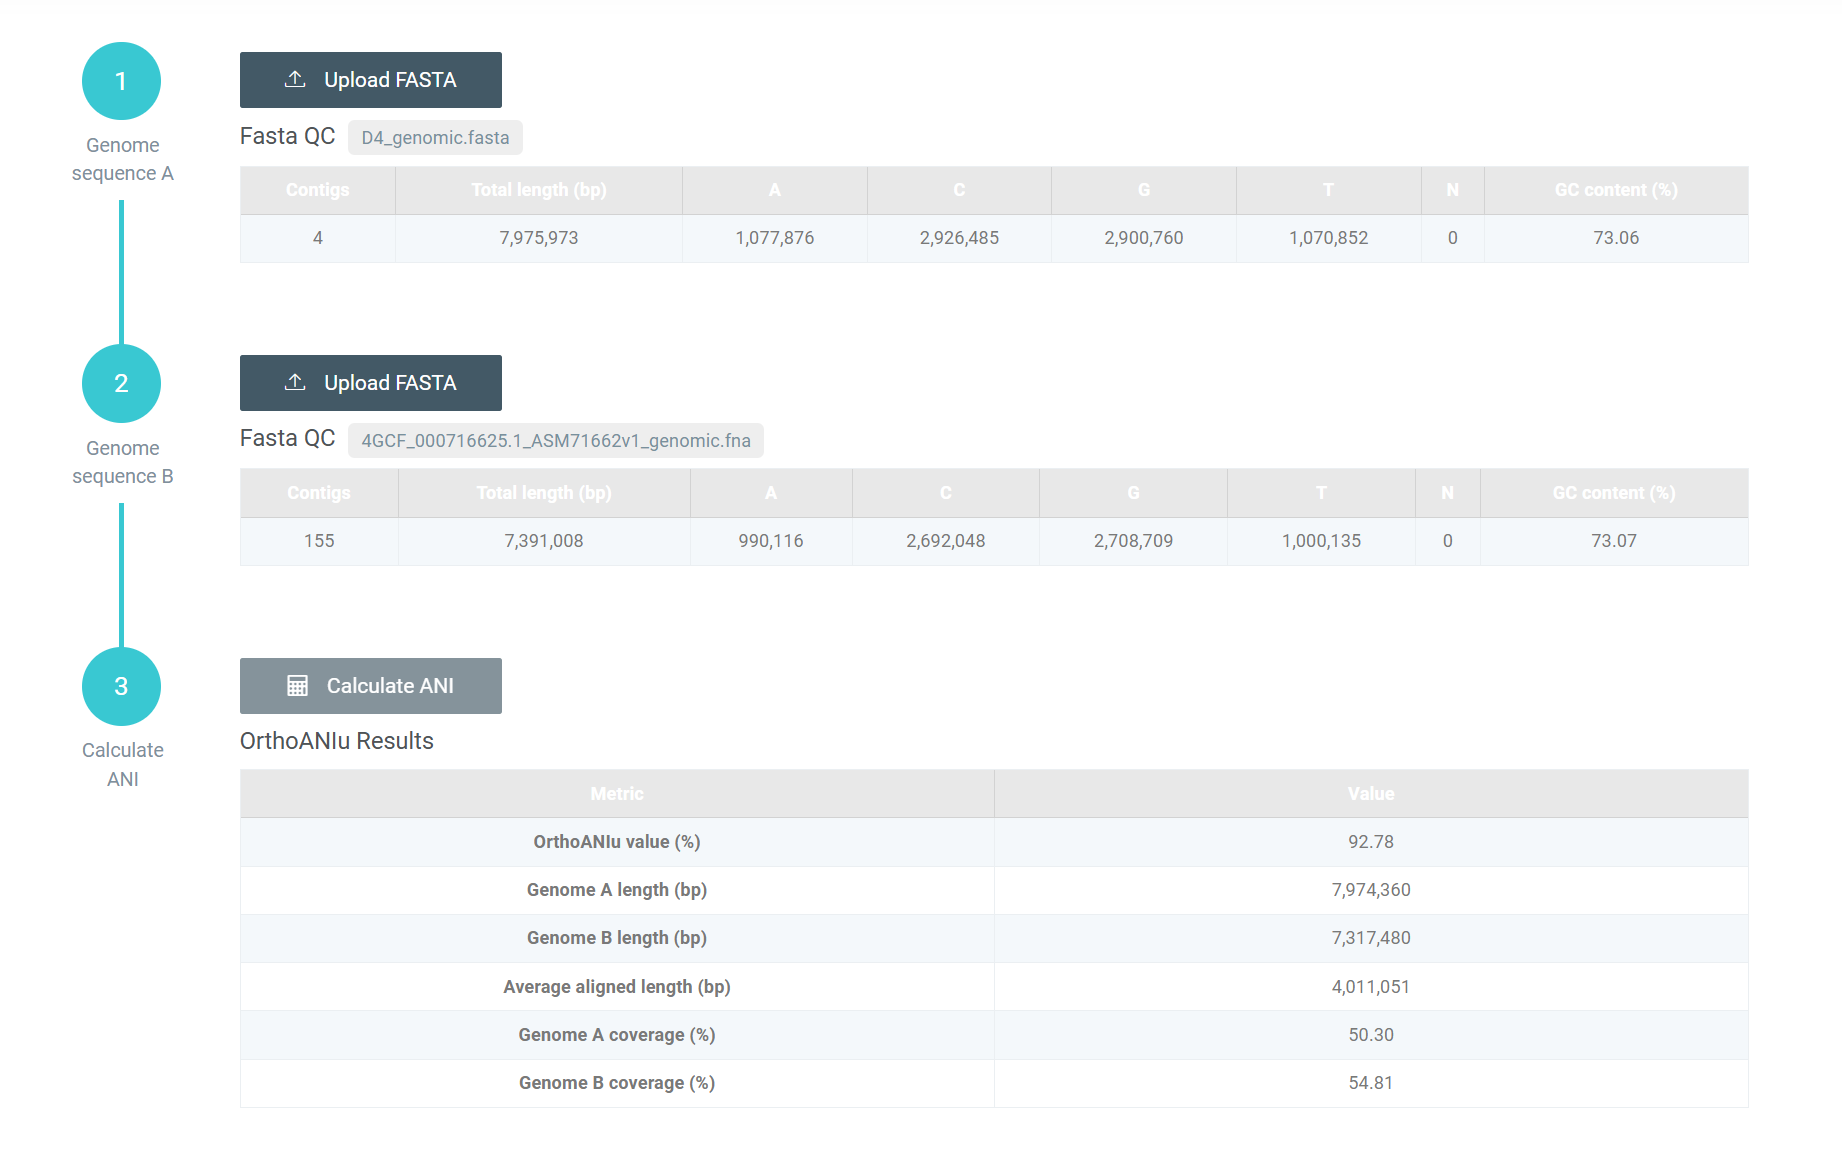 1
Genome
sequence A
Upload FASTA
Fasta QC D4_genomic.fasta
Contigs Total length (bp) A C G T N GC content (%)
4 7,975,973 1,077,876 2,926,485 2,900,760 1,070,852 0 73.06
2
Genome
sequence B
Upload FASTA
Fasta QC 4GCF_000716625.1_ASM71662v1_genomic.fna
Contigs Total length (bp) A C G T N GC content (%)
155 7,391,008 990,116 2,692,048 2,708,709 1,000,135 0 73.07
3
Calculate
ANI
Calculate ANI
OrthoANIu Results
Metric Value
OrthoANIu value (%) 92.78
Genome A length (bp) 7,974,360
Genome B length (bp) 7,317,480
Average aligned length (bp) 4,011,051
Genome A coverage (%) 50.30
Genome B coverage (%) 54.81